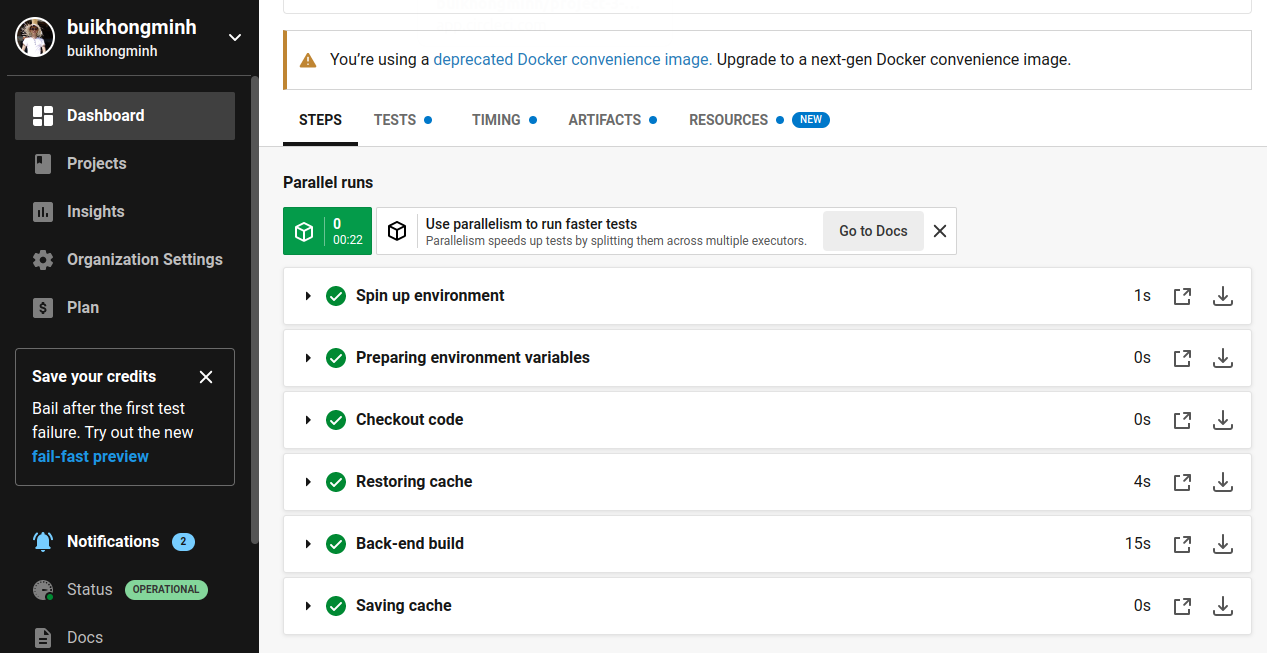 buikhongminh
buikhongminh
Dashboard
Projects
Insights
Organization Settings
$ Plan
Save your credits
Bail after the first test
failure. Try out the new
fail-fast preview
Notifications 2
Status OPERATIONAL
Docs
You’re using a deprecated Docker convenience image. Upgrade to a next-gen Docker convenience image.
STEPS TESTS TIMING ARTIFACTS RESOURCES NEW
Parallel runs
0
00:22
Use parallelism to run faster tests
Parallelism speeds up tests by splitting them across multiple executors.
Go to Docs
Spin up environment 1s
Preparing environment variables 0s
Checkout code 0s
Restoring cache 4s
Back-end build 15s
Saving cache 0s